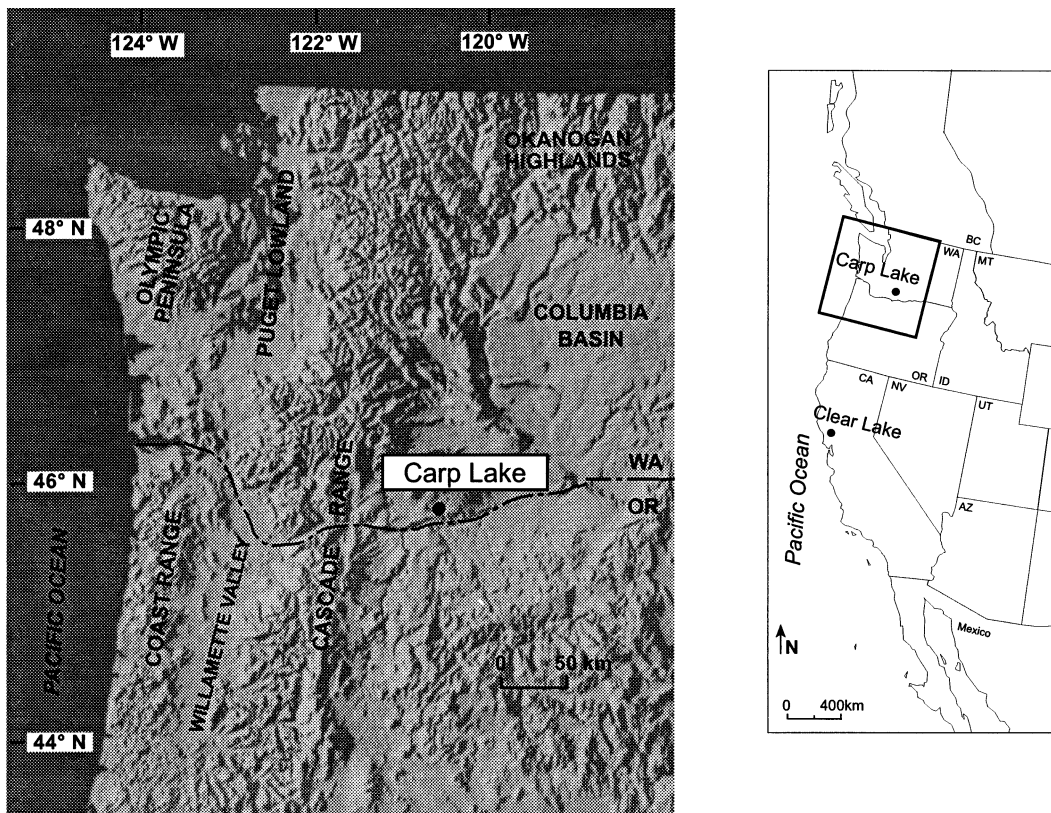 124° W
122° W
120° W
OKANOGAN
HIGHLANDS
48° N
OLYMPIC
PENINSULA
PUGET LOWLAND
COLUMBIA
BASIN
46° N
Carp Lake
WA
OR
PACIFIC OCEAN
COAST RANGE
WILLAMETTE VALLEY
CASCADE RANGE
0 50 km
44° N
BC
WA
MT
Carp Lake
OR
ID
CA
NV
UT
Clear Lake
Pacific Ocean
AZ
Mexico
N
0 400km